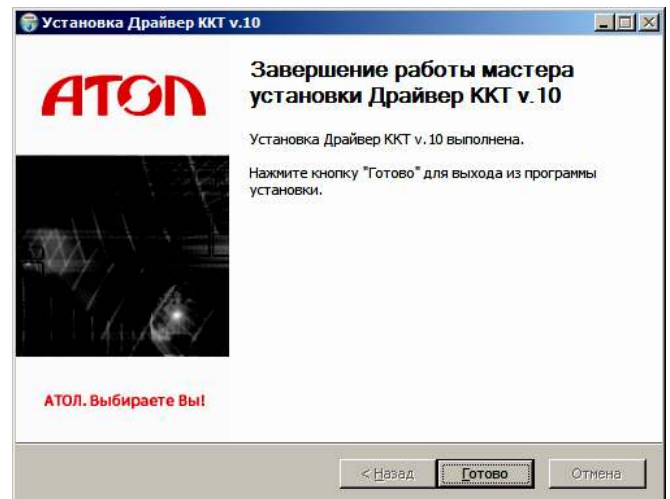 Установка Драйвер ККТ v.10
АТОЛ
Завершение работы мастера
установки Драйвер ККТ v.10
Установка Драйвер ККТ v.10 выполнена.
Нажмите кнопку "Готово" для выхода из программы
установки.
АТОЛ. Выбираете Вы!
< Назад
Готово
Отмена